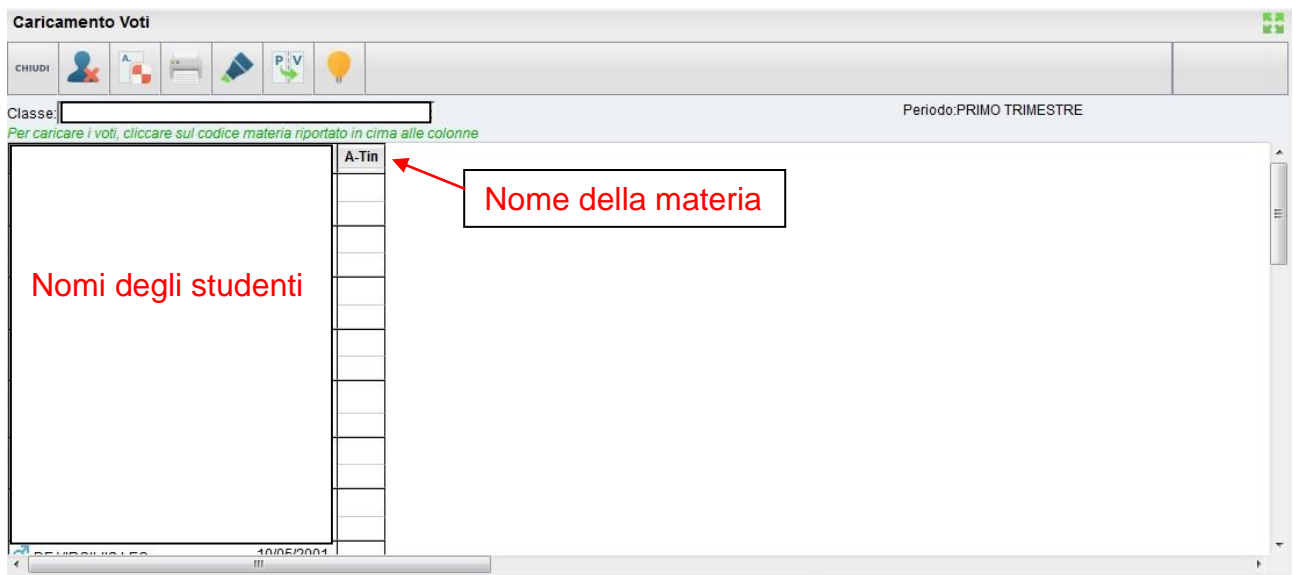 Caricamento Voti
CHIUDI
A.
P V
Classe:
Periodo:PRIMO TRIMESTRE
Per caricare i voti, cliccare sul codice materia riportato in cima alle colonne
A-Tin
Nome della materia
Nomi degli studenti
10/05/2001